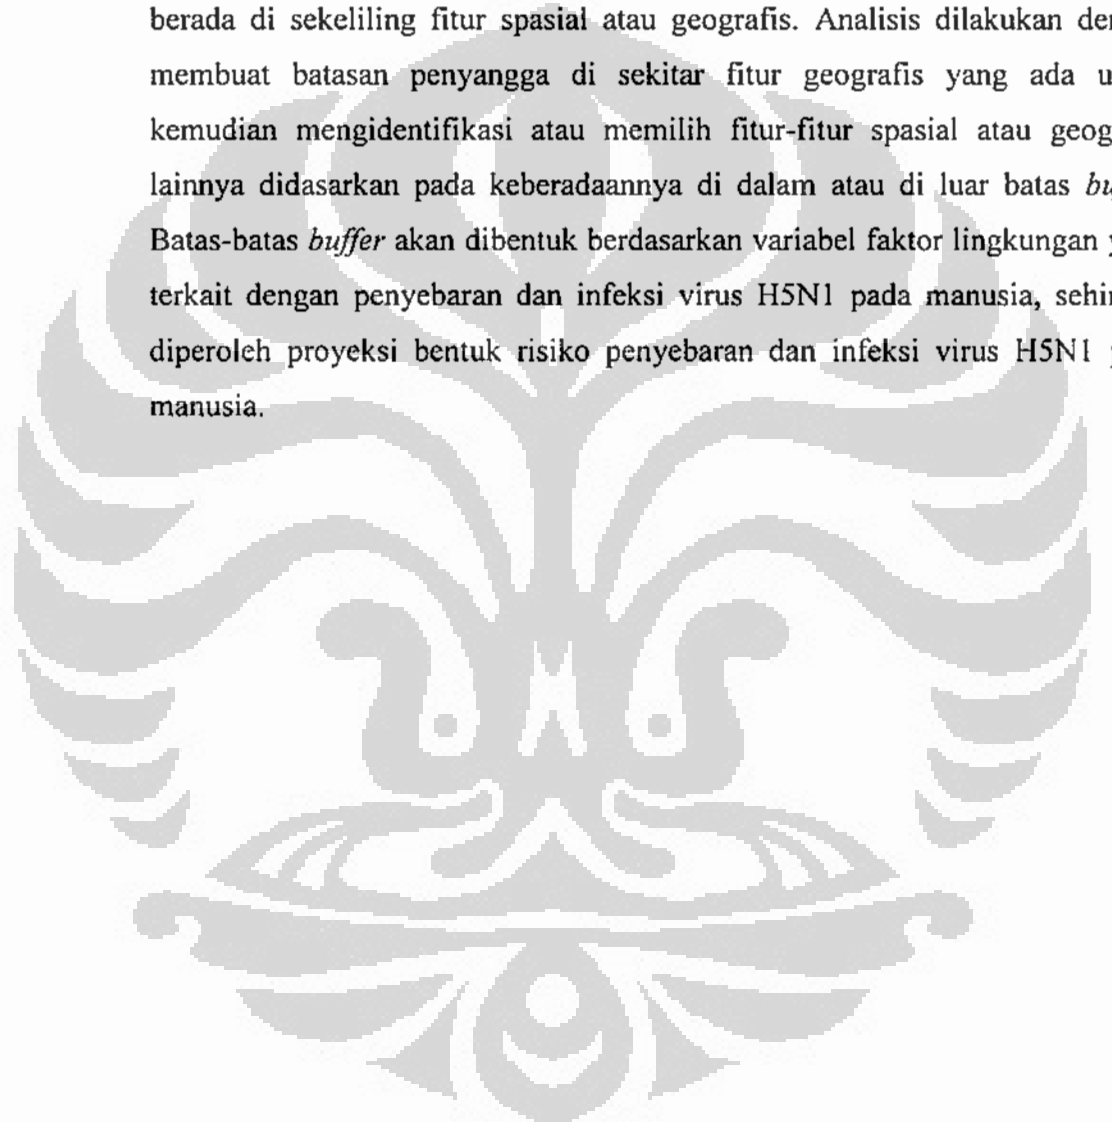 berada di sekeliling fitur spasial atau geografis. Analisis dilakukan
membuat batasan penyangga di sekitar fitur geografis yang ada
kemudian mengidentifikasi atau memilih fitur-fitur spasial atau
lainnya didasarkan pada keberadaannya di dalam atau di luar batas
Batas-batas buffer akan dibentuk berdasarkan variabel faktor lingkungan
terkait dengan penyebaran dan infeksi virus H5N1 pada manusia,
diperoleh proyeksi bentuk risiko penyebaran dan infeksi virus H5N1
manusia.